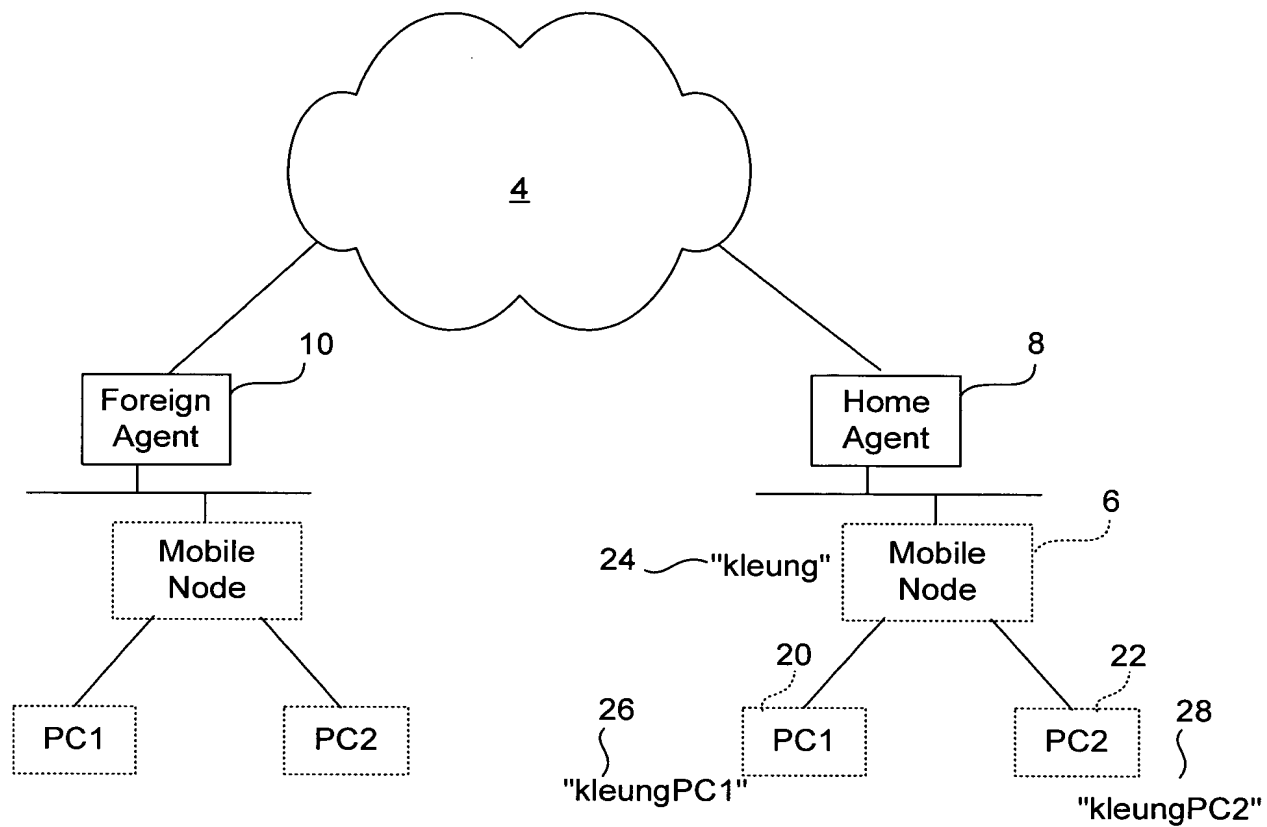 4
10
8
Foreign
Agent
Home
Agent
6
Mobile
Node
24
"kleung"
Mobile
Node
20
22
26
28
PC1
PC2
PC1
PC2
"kleungPC1"
"kleungPC2"